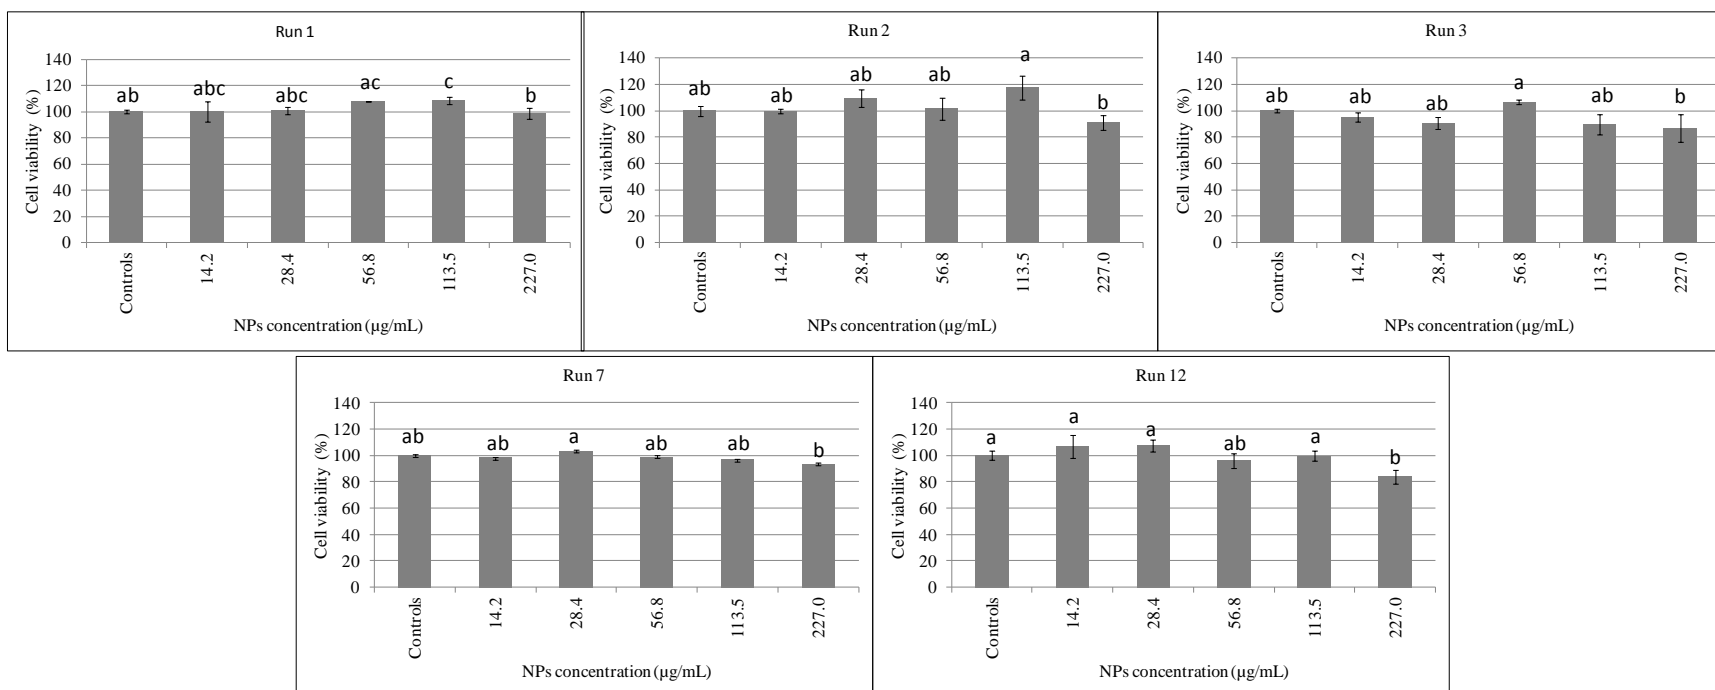 Run 1
140
120
100
80
60
40
20
0
Cell viability (%)
ab
abc
abc
ac
c
b
Controls
14.2
28.4
56.8
113.5
227.0
NPs concentration (µg/mL)
Run 2
140
120
100
80
60
40
20
0
Cell viability (%)
ab
ab
ab
ab
a
b
Controls
14.2
28.4
56.8
113.5
227.0
NPs concentration (µg/mL)
Run 3
140
120
100
80
60
40
20
0
Cell viability (%)
ab
ab
ab
a
ab
b
Controls
14.2
28.4
56.8
113.5
227.0
NPs concentration (µg/mL)
Run 7
140
120
100
80
60
40
20
0
Cell viability (%)
ab
ab
a
ab
ab
b
Controls
14.2
28.4
56.8
113.5
227.0
NPs concentration (µg/mL)
Run 12
140
120
100
80
60
40
20
0
Cell viability (%)
a
a
a
ab
a
b
Controls
14.2
28.4
56.8
113.5
227.0
NPs concentration (µg/mL)